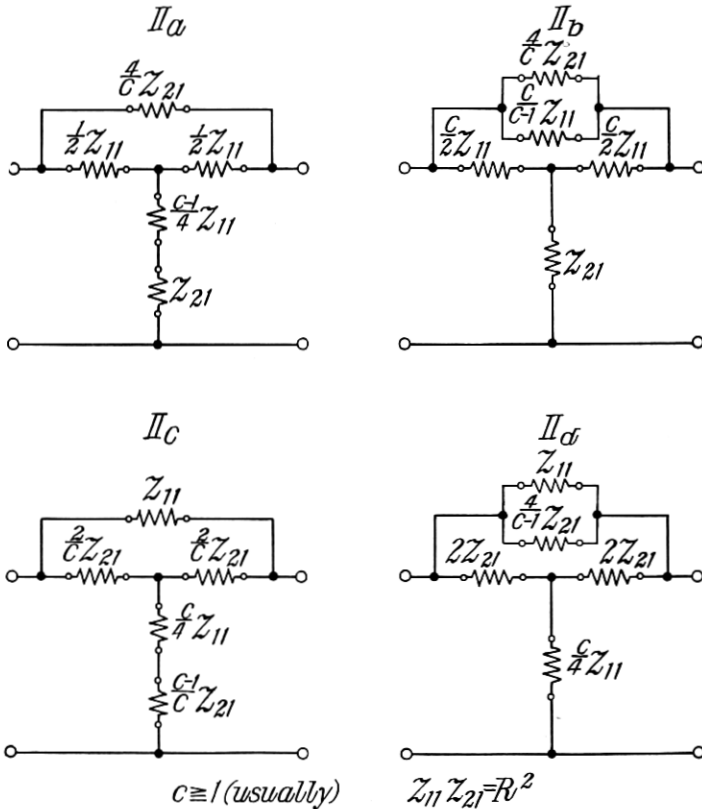 IIa
4/c Z21
1/2 Z11
1/2 Z11
c-1/4 Z11
Z21
IIb
4/c Z21
c/c-1 Z11
c/2 Z11
c/2 Z11
Z21
IIc
Z11
2/c Z21
2/c Z21
c/4 Z11
c-1/c Z21
IId
Z11
4/c-1 Z21
2Z21
2Z21
c/4 Z11
c≧1 (usually)
Z11 Z21=R²